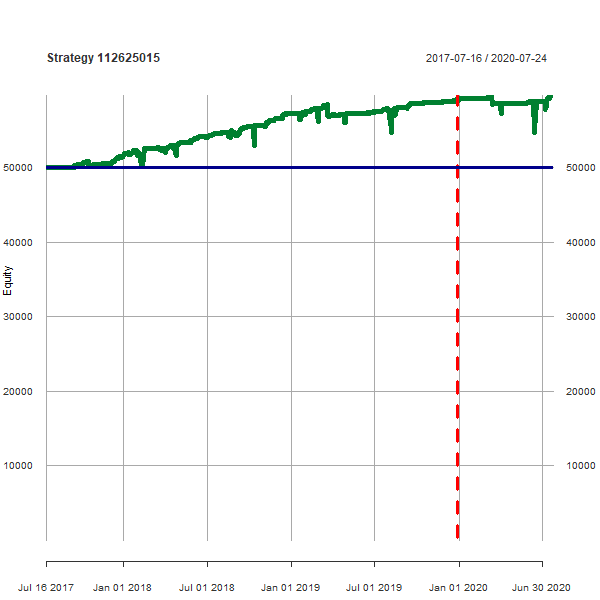 Strategy 112625015
2017-07-16 / 2020-07-24
Equity
50000 50000
40000 40000
30000 30000
20000 20000
10000 10000
Jul 16 2017 Jan 01 2018 Jul 01 2018 Jan 01 2019 Jul 01 2019 Jan 01 2020 Jun 30 2020